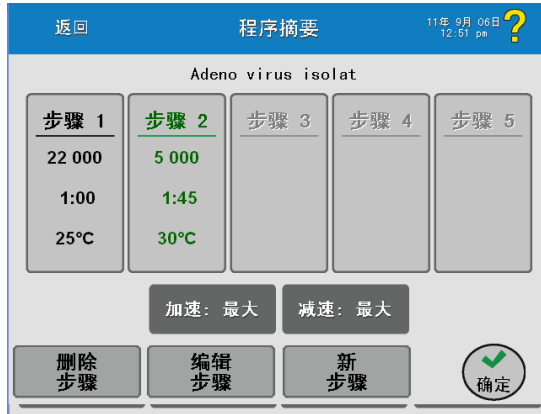 返回
程序摘要
11年 9月 06日
12:51 pm
?
Adeno virus isolat
步骤 1
步骤 2
步骤 3
步骤 4
步骤 5
22 000
5 000
1:00
1:45
25°C
30°C
加速: 最大
减速: 最大
删除
步骤
编辑
步骤
新
步骤
确定